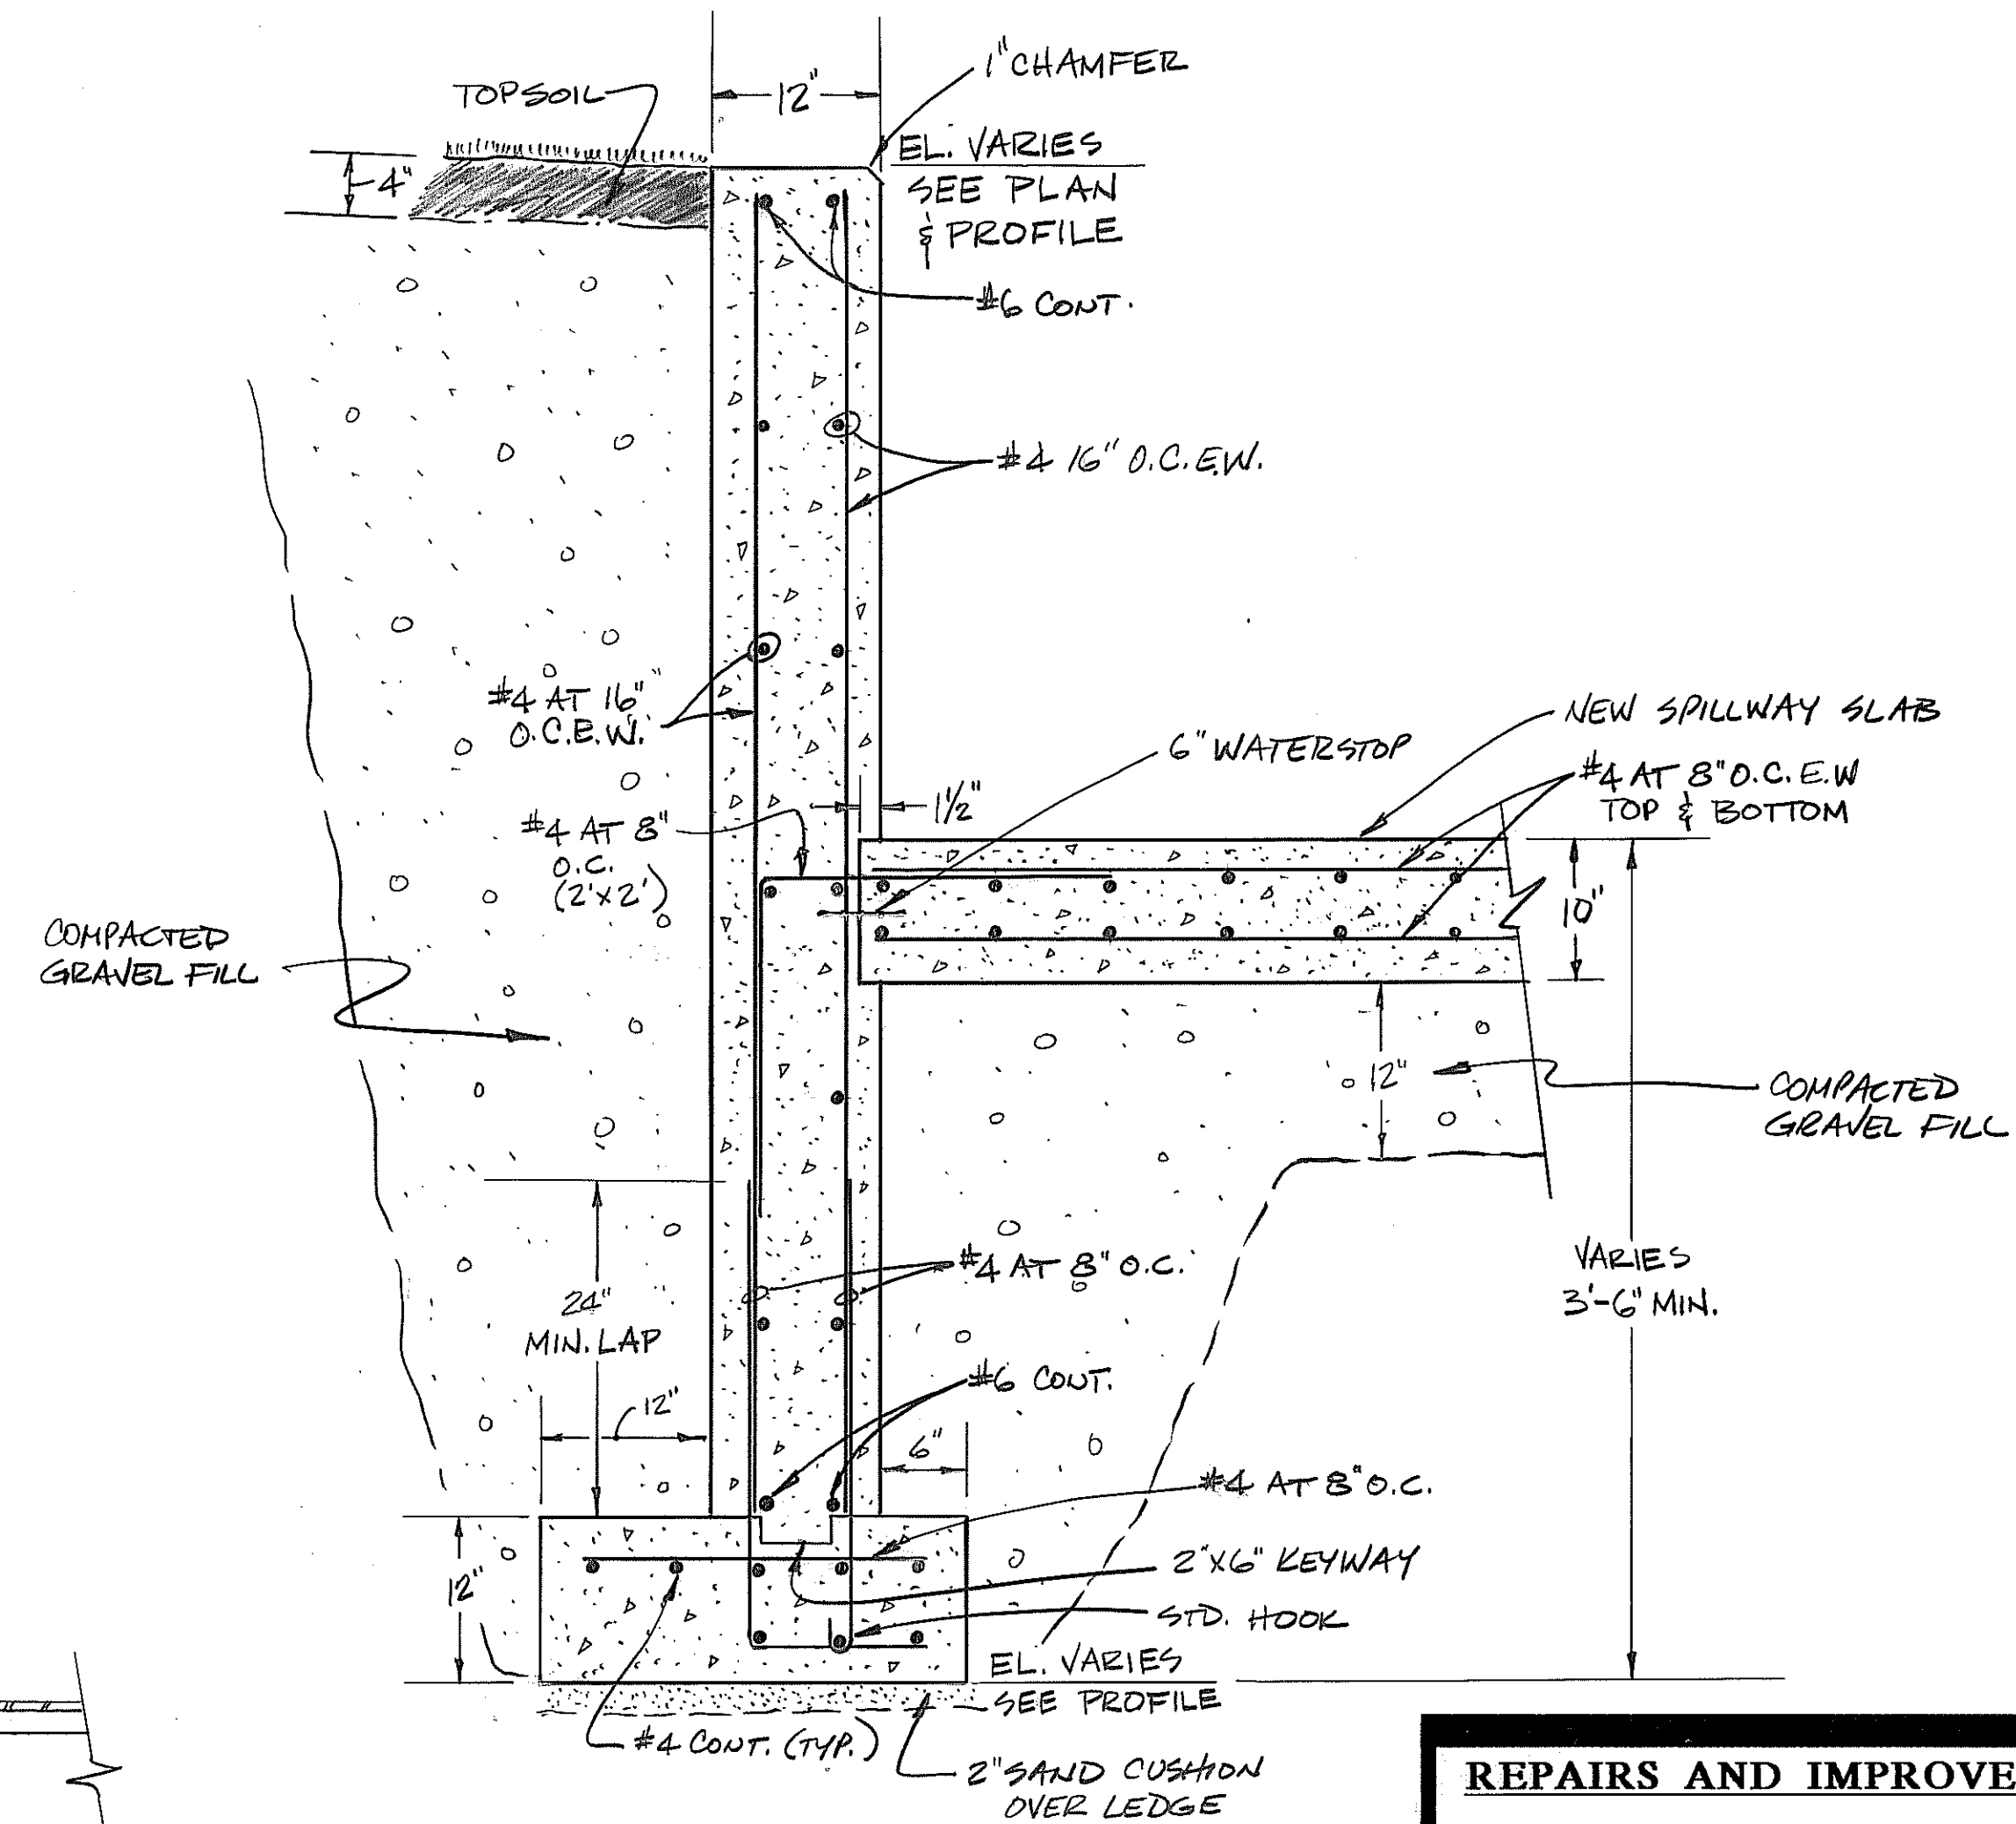 1" CHAMFER
TOPSOIL
12"
EL. VARIES
SEE PLAN
& PROFILE
4"
#6 CONT.
#4 16" O.C. E.W.
#4 AT 16"
O.C.E.W.
NEW SPILLWAY SLAB
6" WATERSTOP
#4 AT 8" O.C. E.W
TOP & BOTTOM
1½"
#4 AT 8"
O.C.
(2'X2')
10"
COMPACTED
GRAVEL FILL
12"
COMPACTED
GRAVEL FILL
#4 AT 8" O.C.
VARIES
3'-6" MIN.
24"
MIN. LAP
#6 CONT.
12"
6"
#4 AT 8" O.C.
2"X6" KEYWAY
12"
STD. HOOK
EL. VARIES
SEE PROFILE
#4 CONT. (TYP.)
2" SAND CUSHION
OVER LEDGE
REPAIRS AND IMPROVE